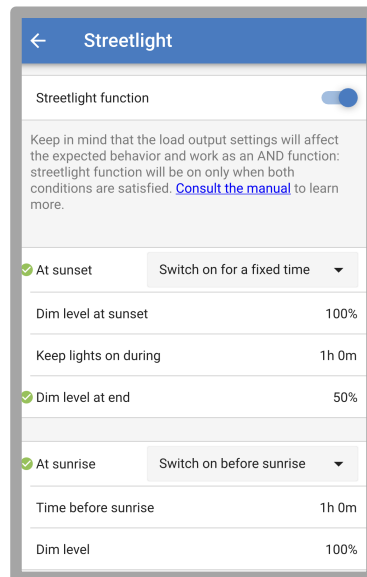 Streetlight
Streetlight function
Keep in mind that the load output settings will affect
the expected behavior and work as an AND function:
streetlight function will be on only when both
conditions are satisfied. Consult the manual to learn
more.
At sunset Switch on for a fixed time
Dim level at sunset 100%
Keep lights on during 1h 0m
Dim level at end 50%
At sunrise Switch on before sunrise
Time before sunrise 1h 0m
Dim level 100%